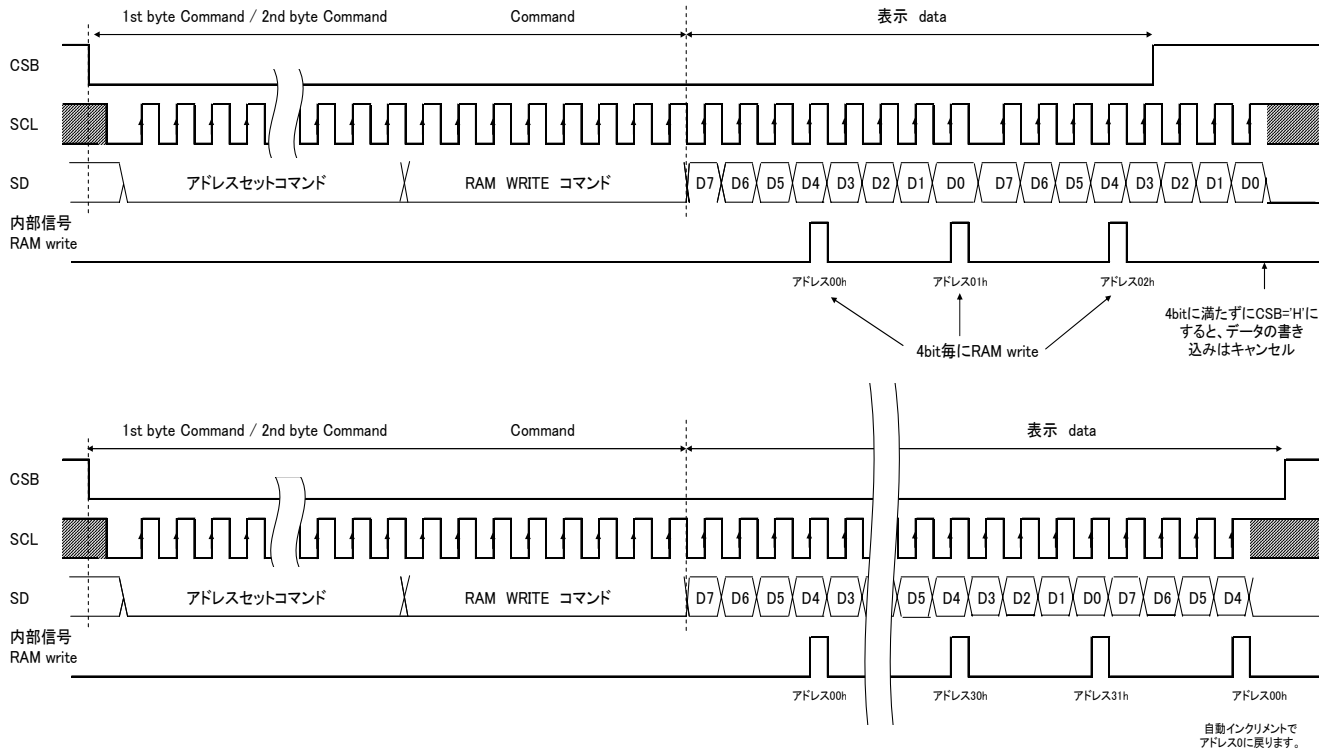 1st byte Command / 2nd byte Command Command 表示 data
CSB
SCL
SD アドレスセットコマンド RAM WRITE コマンド D7 D6 D5 D4 D3 D2 D1 D0 D7 D6 D5 D4 D3 D2 D1 D0
内部信号
RAM write
アドレス00h アドレス01h アドレス02h
4bit毎にRAM write
4bitに満たずにCSB='H'に
すると、データの書き
込みはキャンセル
1st byte Command / 2nd byte Command Command 表示 data
CSB
SCL
SD アドレスセットコマンド RAM WRITE コマンド D7 D6 D5 D4 D3 D5 D4 D3 D2 D1 D0 D7 D6 D5 D4
内部信号
RAM write
アドレス00h アドレス30h アドレス31h アドレス00h
自動インクリメントで
アドレス0に戻ります。